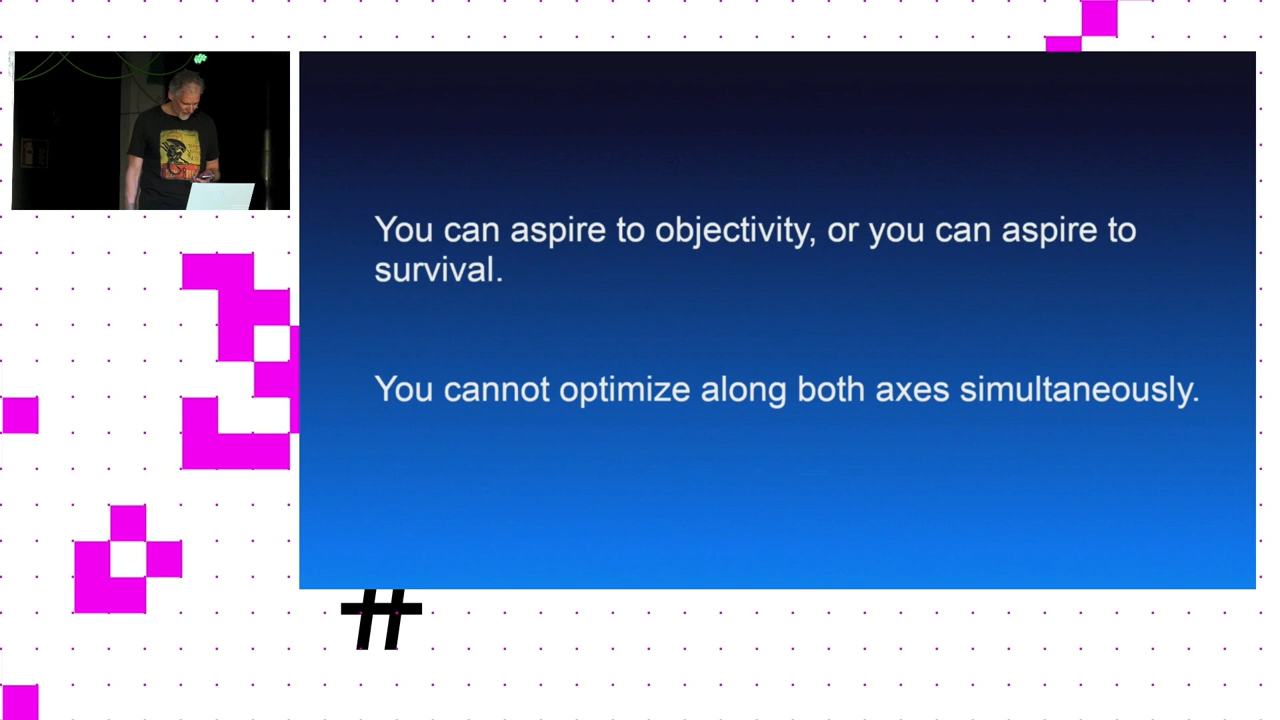 You can aspire to objectivity, or you can aspire to
survival.
You cannot optimize along both axes simultaneously.
#